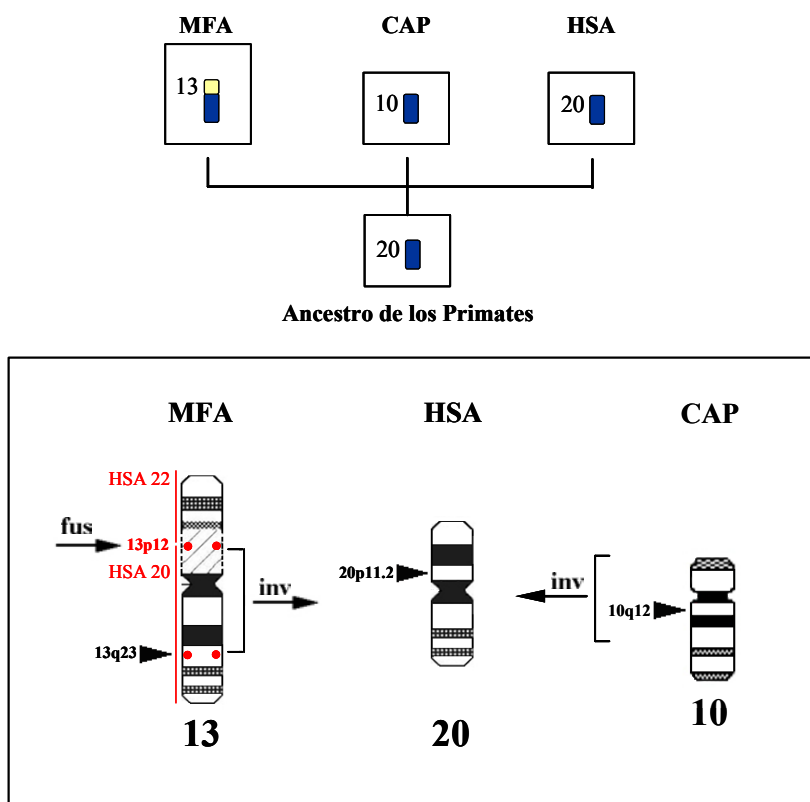 MFA CAP HSA
13 10 20
20
Ancestro de los Primates
MFA HSA CAP
HSA 22
fus
13p12
HSA 20
20p11.2
inv
inv
10q12
13q23
13 20 10